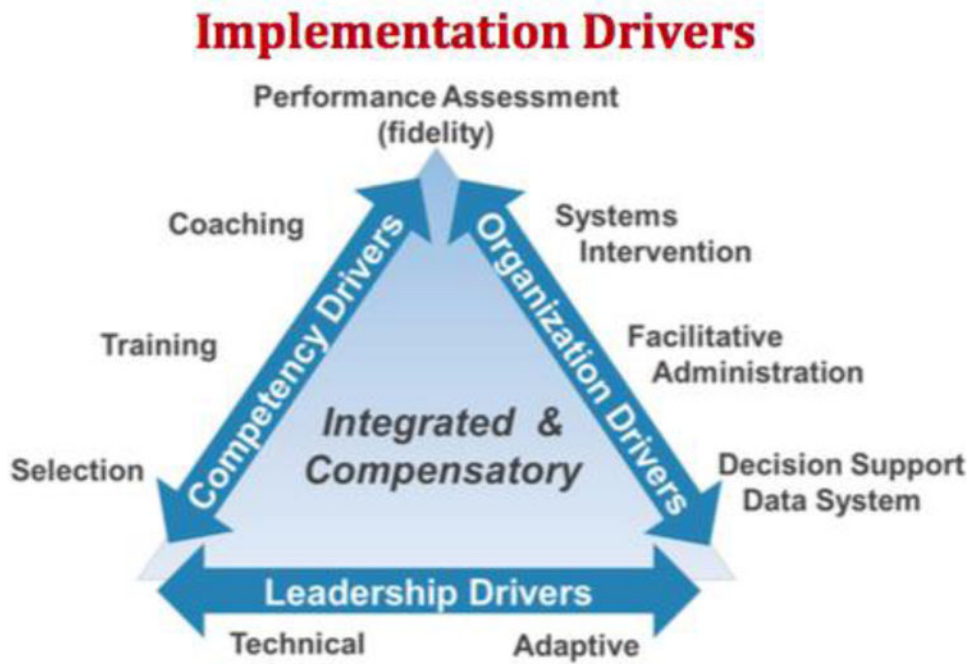 Implementation Drivers
Performance Assessment
(fidelity)
Coaching
Training
Selection
Competency Drivers
Organization Drivers
Systems
Intervention
Facilitative
Administration
Decision Support
Data System
Integrated &
Compensatory
Leadership Drivers
Technical
Adaptive